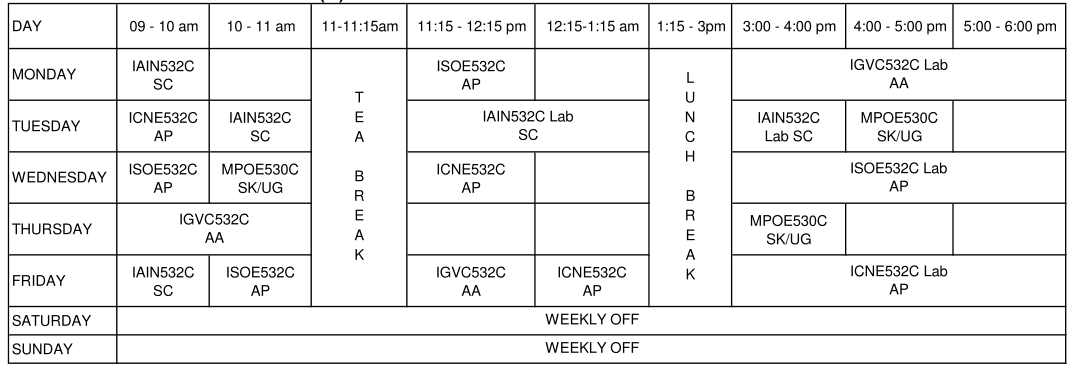 DAY 09 - 10 am 10 - 11 am 11-11:15am 11:15 - 12:15 pm 12:15-1:15 am 1:15 - 3pm 3:00 - 4:00 pm 4:00 - 5:00 pm 5:00 - 6:00 pm
MONDAY
IAIN532C
SC
ISOE532C
AP
IGVC532C Lab
AA
TUESDAY
ICNE532C
AP
IAIN532C
SC
IAIN532C Lab
SC
IAIN532C
Lab SC
MPOE530C
SK/UG
WEDNESDAY
ISOE532C
AP
MPOE530C
SK/UG
ICNE532C
AP
ISOE532C Lab
AP
THURSDAY
IGVC532C
AA
MPOE530C
SK/UG
FRIDAY
IAIN532C
SC
ISOE532C
AP
IGVC532C
AA
ICNE532C
AP
ICNE532C Lab
AP
TEA BREAK
LUNCH BREAK
SATURDAY WEEKLY OFF
SUNDAY WEEKLY OFF